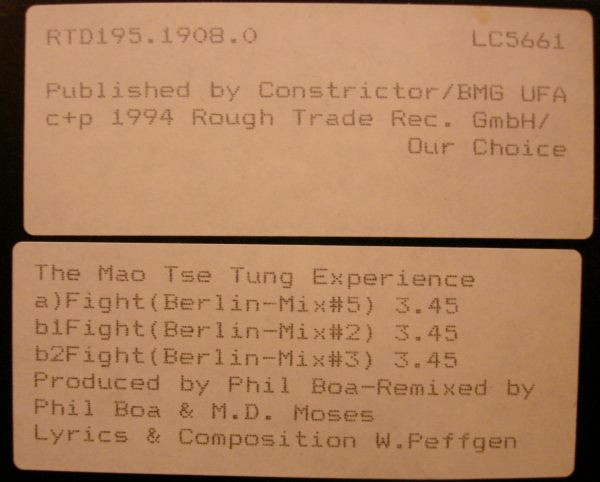 RTD195.1908.0 LC5661
Published by Constrictor/BMG UFA
c+p 1994 Rough Trade Rec. GmbH/
Our Choice
The Mao Tse Tung Experience
a)Fight(Berlin-Mix#5) 3.45
b1Fight(Berlin-Mix#2) 3.45
b2Fight(Berlin-Mix#3) 3.45
Produced by Phil Boa-Remixed by
Phil Boa & M.D. Moses
Lyrics & Composition W.Peffgen